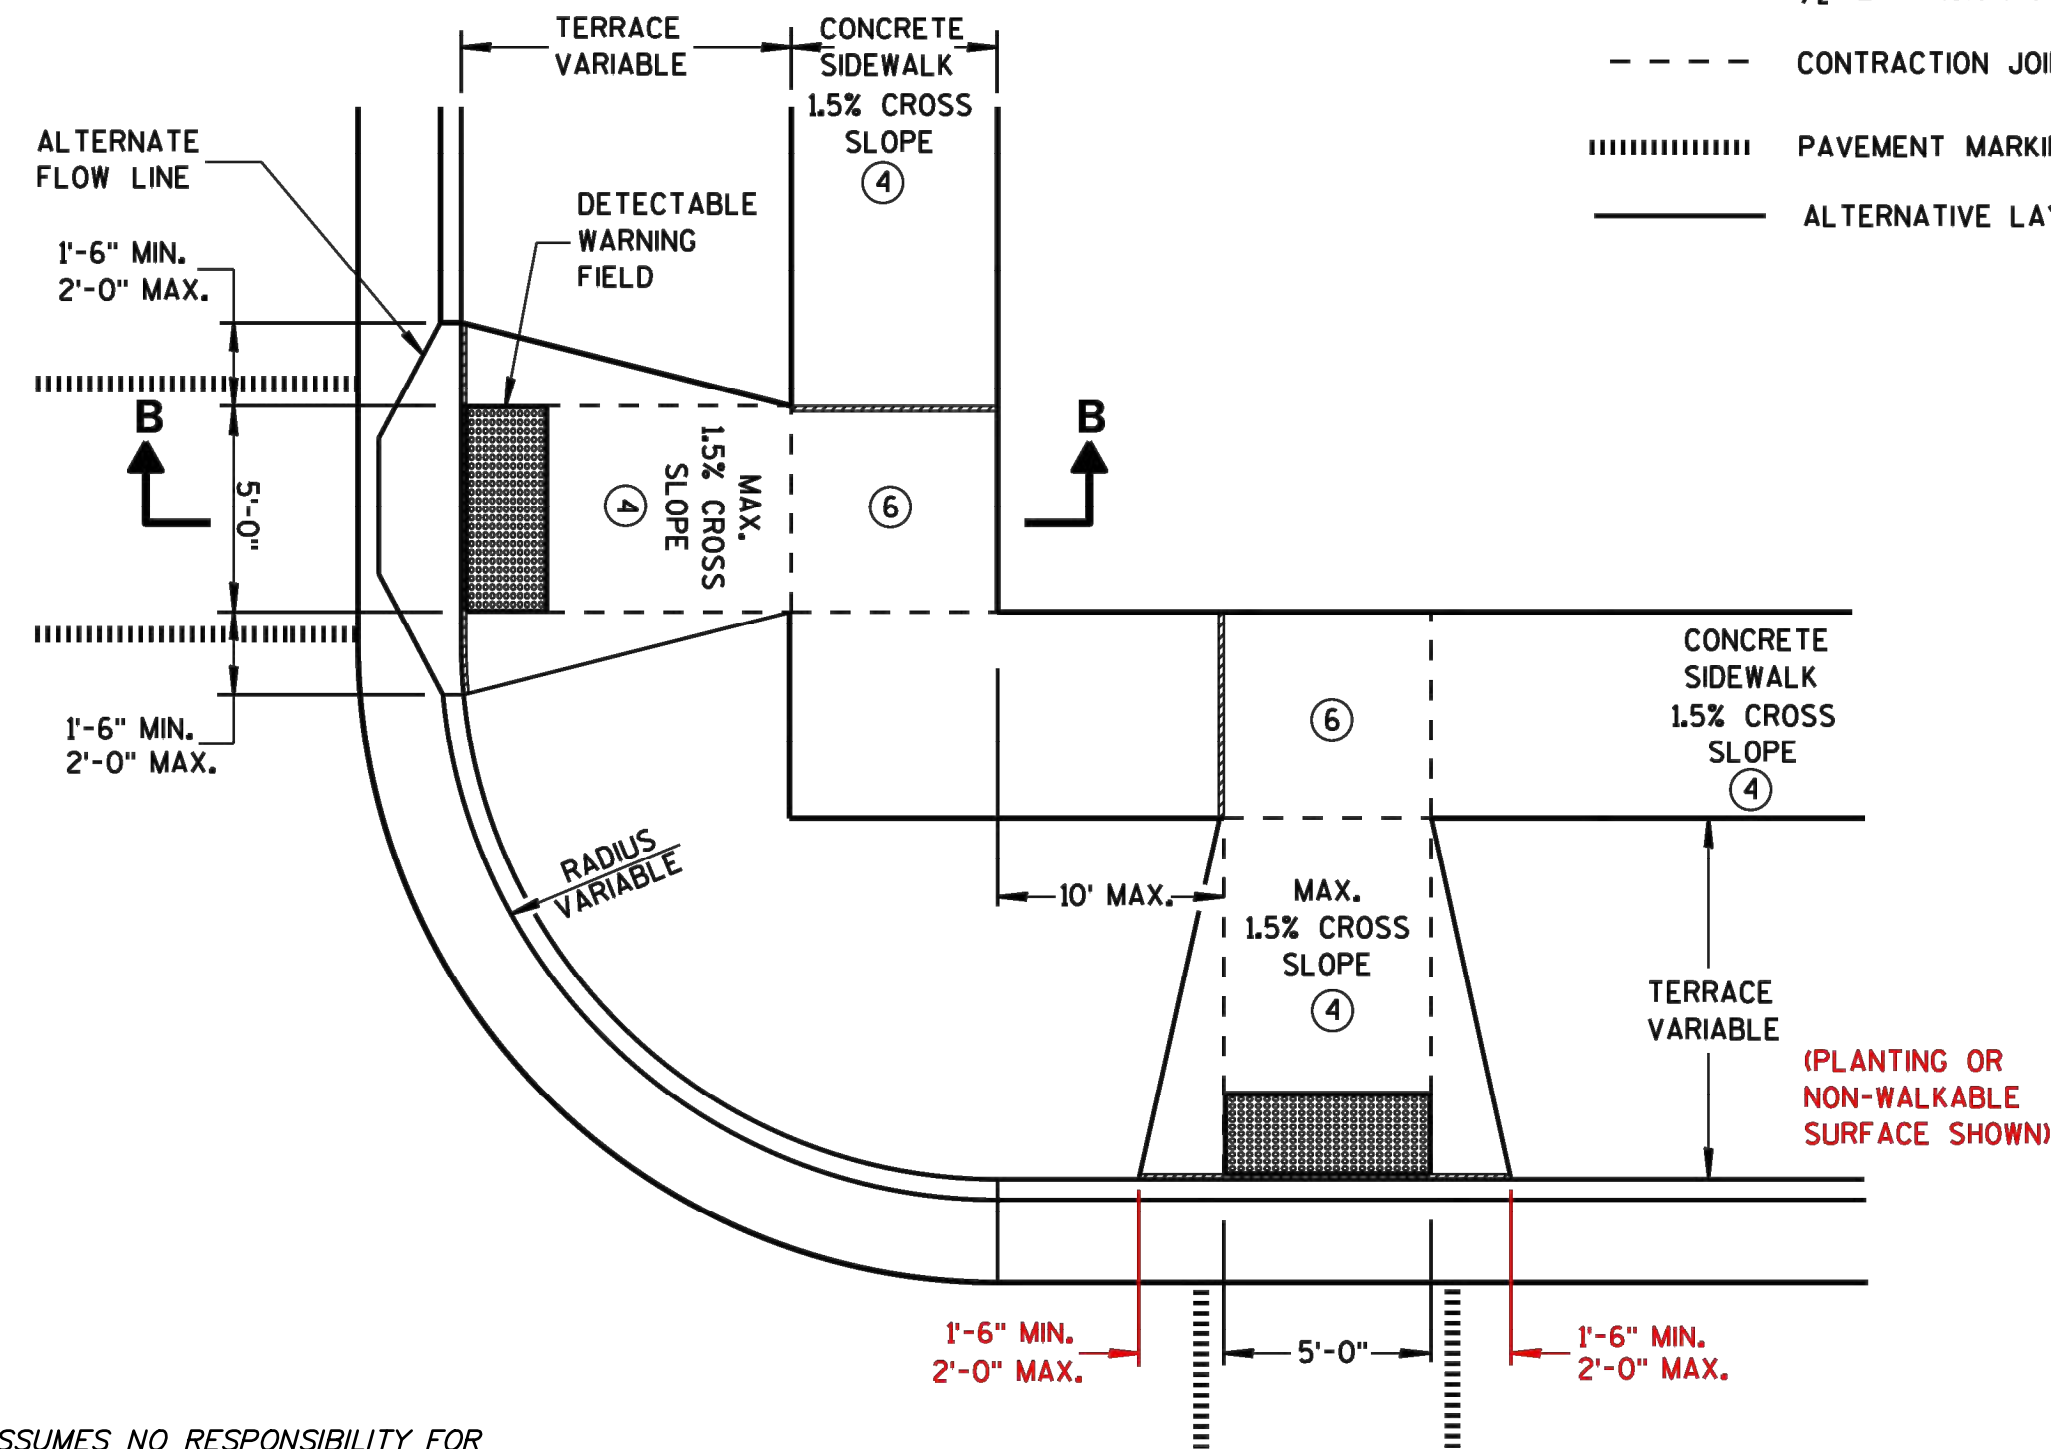 TERRACE
VARIABLE
CONCRETE
SIDEWALK
1.5% CROSS
SLOPE
4
CONTRACTION
PAVEMENT
ALTERNATIVE
ALTERNATE
FLOW LINE
DETECTABLE
WARNING
FIELD
1'-6" MIN.
2'-0" MAX.
B
B
5'-0"
4
MAX.
1.5% CROSS
SLOPE
6
1'-6" MIN.
2'-0" MAX.
CONCRETE
SIDEWALK
1.5% CROSS
SLOPE
4
6
RADIUS
VARIABLE
10' MAX.
MAX.
1.5% CROSS
SLOPE
4
TERRACE
VARIABLE
(PLANTING OR
NON-WALKABLE
SURFACE SHOWN)
1'-6" MIN.
2'-0" MAX.
5'-0"
1'-6" MIN.
2'-0" MAX.
NO RESPONSIBILITY FOR